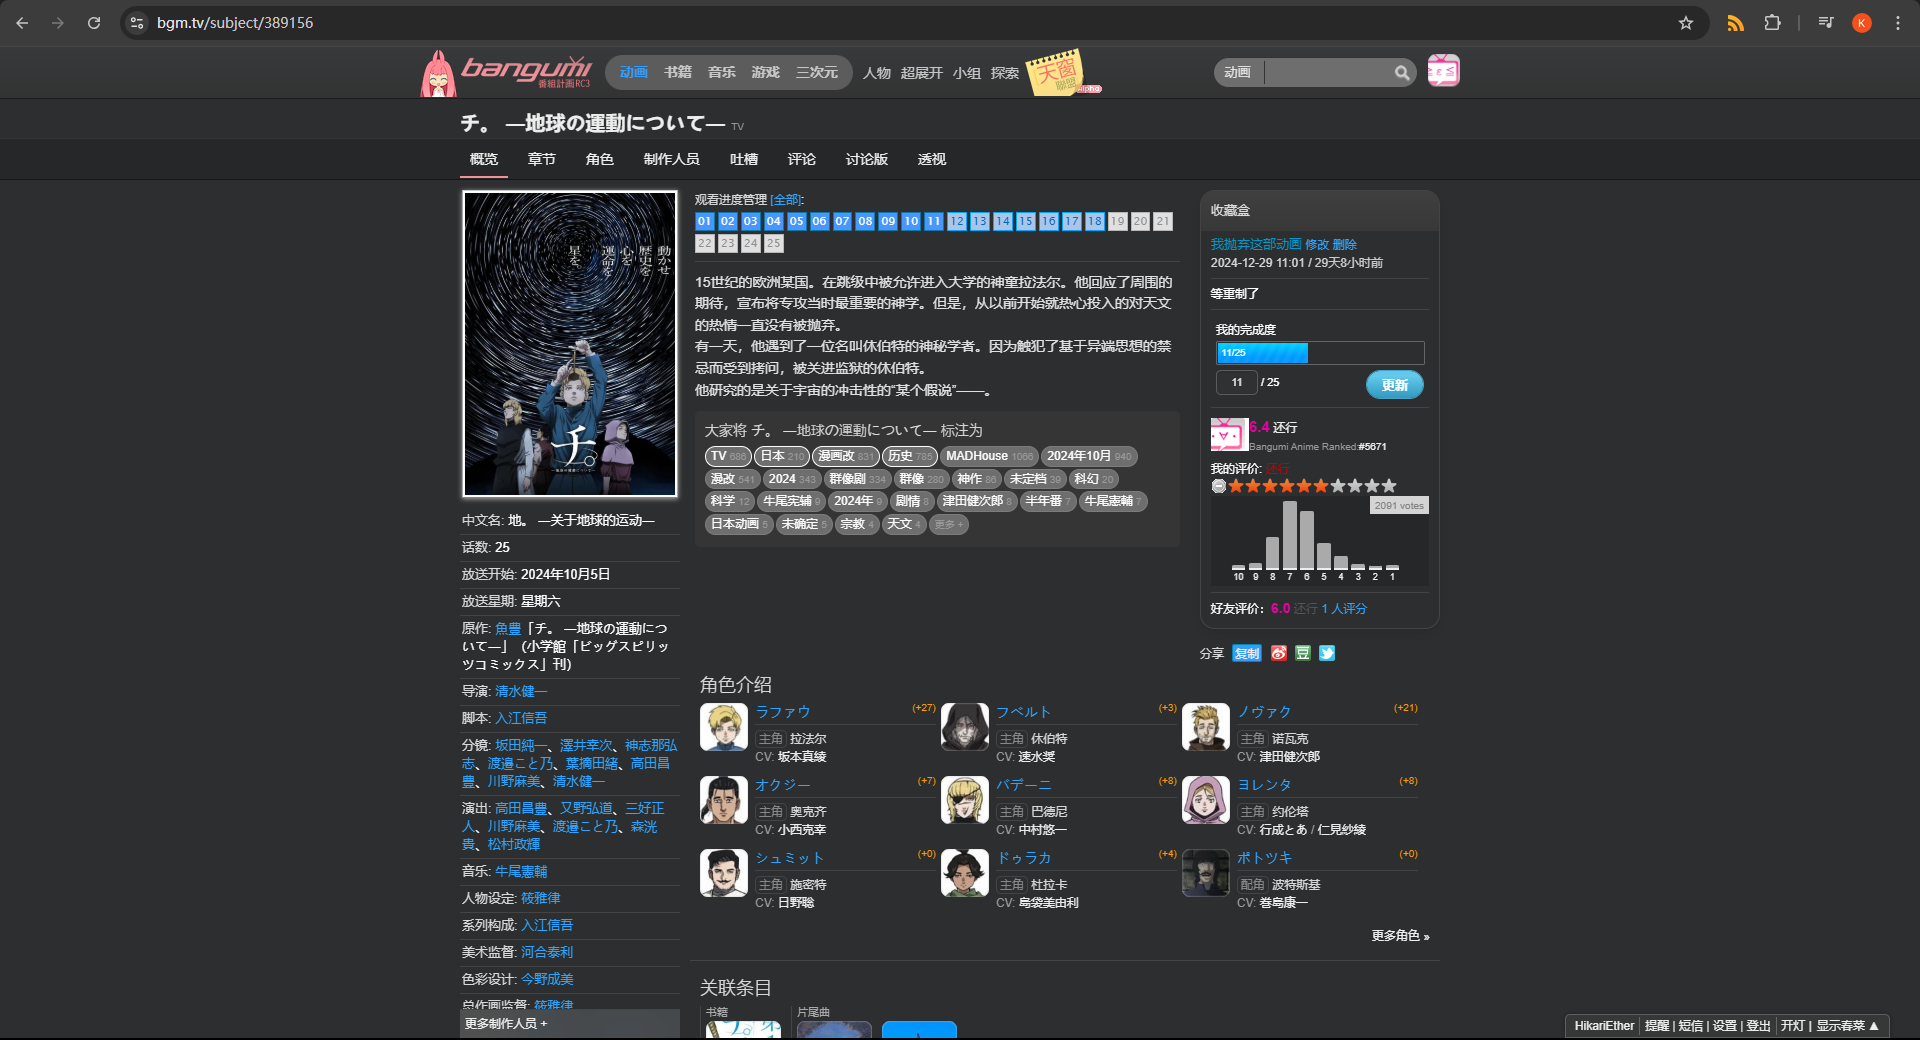 bgm.tv/subject/389156
K
bangumi
番組計画RC3
动画 书籍 音乐 游戏 三次元 人物 超展开 小组 探索
天窗
聯盟
alpha
动画
チ。 ―地球の運動について― TV
概览 章节 角色 制作人员 吐槽 评论 讨论版 透视
動かせ
歴史を
心を
運命を
星を
チ。
观看进度管理 [全部]:
01 02 03 04 05 06 07 08 09 10 11 12 13 14 15 16 17 18 19 20 21
22 23 24 25
15世纪的欧洲某国。在跳级中被允许进入大学的神童拉法尔。他回应了周围的
期待，宣布将专攻当时最重要的神学。但是，从以前开始就热心投入的对天文
的热情一直没有被抛弃。
有一天，他遇到了一位名叫休伯特的神秘学者。因为触犯了基于异端思想的禁
忌而受到拷问，被关进监狱的休伯特。
他研究的是关于宇宙的冲击性的“某个假说”——。
大家将 チ。 ―地球の運動について― 标注为
TV 686 日本 210 漫画改 831 历史 785 MADHouse 1066 2024年10月 940
漫改 541 2024 343 群像剧 334 群像 280 神作 86 未定档 39 科幻 20
科学 12 牛尾宪辅 9 2024年 9 剧情 8 津田健次郎 8 半年番 7 牛尾憲輔 7
日本动画 5 未确定 5 宗教 4 天文 4 更多 +
收藏盒
我抛弃这部动画 修改 删除
2024-12-29 11:01 / 29天8小时前
等重制了
我的完成度
11/25
11 / 25 更新
6.4 还行
Bangumi Anime Ranked:#5671
我的评价: 还行
2091 votes
10 9 8 7 6 5 4 3 2 1
好友评价： 6.0 还行 1 人评分
分享 复制 豆
中文名: 地。 ―关于地球的运动―
话数: 25
放送开始: 2024年10月5日
放送星期: 星期六
原作: 魚豊「チ。 ―地球の運動につ
いて―」（小学館「ビッグスピリッ
ツコミックス」刊）
导演: 清水健一
脚本: 入江信吾
分镜: 坂田純一、澤井幸次、神志那弘
志、渡邉こと乃、葉摘田緒、高田昌
豊、川野麻美、清水健一
演出: 高田昌豊、又野弘道、三好正
人、川野麻美、渡邉こと乃、森洸
貴、松村政輝
音乐: 牛尾憲輔
人物设定: 筱雅律
系列构成: 入江信吾
美术监督: 河合泰利
色彩设计: 今野成美
总作画监督: 筱雅律
更多制作人员 +
角色介绍
ラファウ (+27)
主角 拉法尔
CV: 坂本真綾
フベルト (+3)
主角 休伯特
CV: 速水奨
ノヴァク (+21)
主角 诺瓦克
CV: 津田健次郎
オクジー (+7)
主角 奥克齐
CV: 小西克幸
バデーニ (+8)
主角 巴德尼
CV: 中村悠一
ヨレンタ (+8)
主角 约伦塔
CV: 行成とあ / 仁見紗綾
シュミット (+0)
主角 施密特
CV: 日野聡
ドゥラカ (+4)
主角 杜拉卡
CV: 島袋美由利
ポトツキ (+0)
配角 波特斯基
CV: 巻島康一
更多角色 »
关联条目
书籍 片尾曲
HikariEther 提醒 | 短信 | 设置 | 登出 开灯 | 显示春菜 ▲